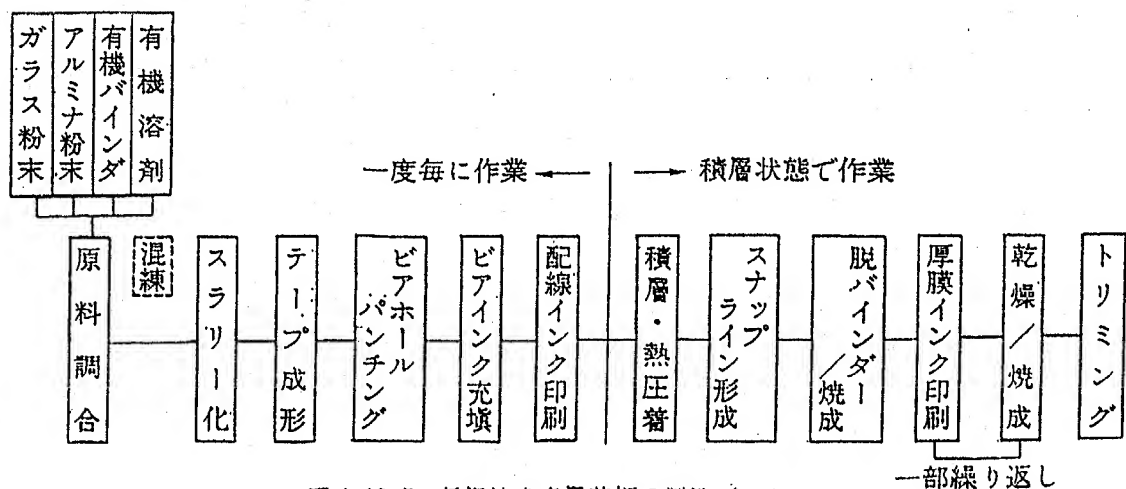 ガラス粉末
アルミナ粉末
有機バインダ
有機溶剤
一度毎に作業 ←
→ 積層状態で作業
原料調合
混練
スラリー化
テープ成形
ビアホール
パンチング
ビアインク充填
配線インク印刷
積層・熱圧着
スナップ
ライン形成
脱バインダー
/焼成
厚膜インク印刷
乾燥/焼成
トリミング
一部繰り返し